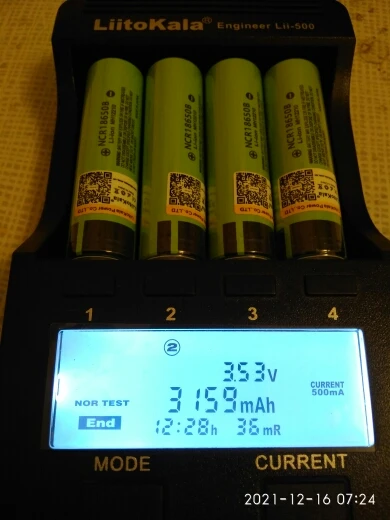 LiitoKala® Engineer Lii-500
NCR18650B
NCR18650B
NCR18650B
NCR18650B
1 2 3 4
②
3.53V
NOR TEST 3159mAh CURRENT 500mA
End 12:28h 36mR
MODE CURRENT
2021-12-16 07:24